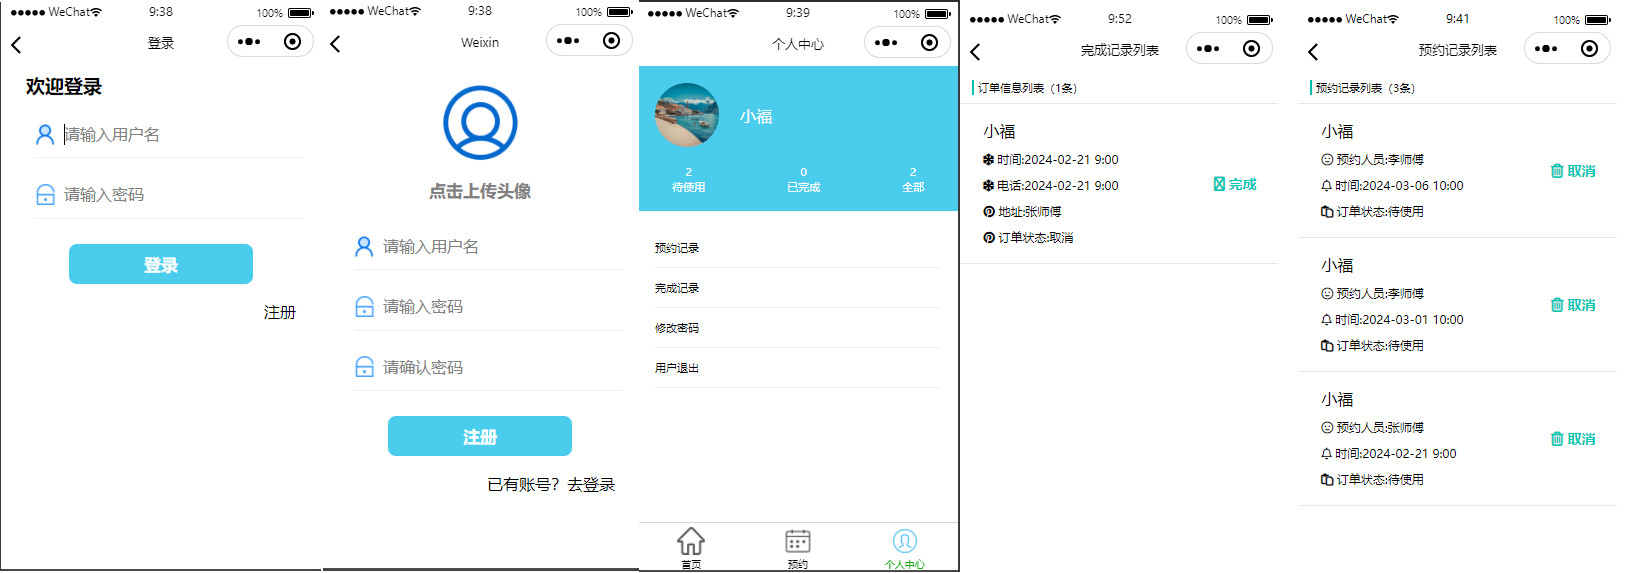 WeChat 9:38 100%
登录
欢迎登录
请输入用户名
请输入密码
登录
注册
WeChat 9:38 100%
Weixin
点击上传头像
请输入用户名
请输入密码
请确认密码
注册
已有账号？去登录
WeChat 9:39 100%
个人中心
小福
2 0 2
待使用 已完成 全部
预约记录
完成记录
修改密码
用户退出
首页 预约 个人中心
WeChat 9:52 100%
完成记录列表
订单信息列表（1条）
小福
时间:2024-02-21 9:00
电话:2024-02-21 9:00
完成
地址:张师傅
订单状态:取消
WeChat 9:41 100%
预约记录列表
预约记录列表（3条）
小福
预约人员:李师傅
取消
时间:2024-03-06 10:00
订单状态:待使用
小福
预约人员:李师傅
取消
时间:2024-03-01 10:00
订单状态:待使用
小福
预约人员:张师傅
取消
时间:2024-02-21 9:00
订单状态:待使用